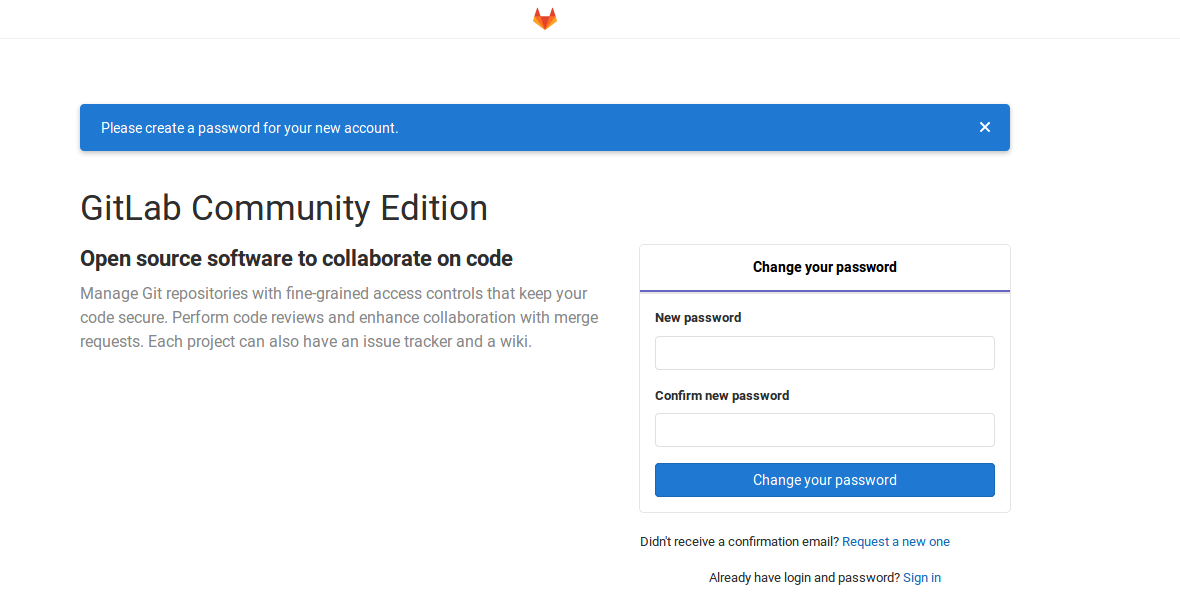 Please create a password for your new account.
GitLab Community Edition
Open source software to collaborate on code
Manage Git repositories with fine-grained access controls that keep your
code secure. Perform code reviews and enhance collaboration with merge
requests. Each project can also have an issue tracker and a wiki.
Change your password
New password
Confirm new password
Change your password
Didn't receive a confirmation email? Request a new one
Already have login and password? Sign in